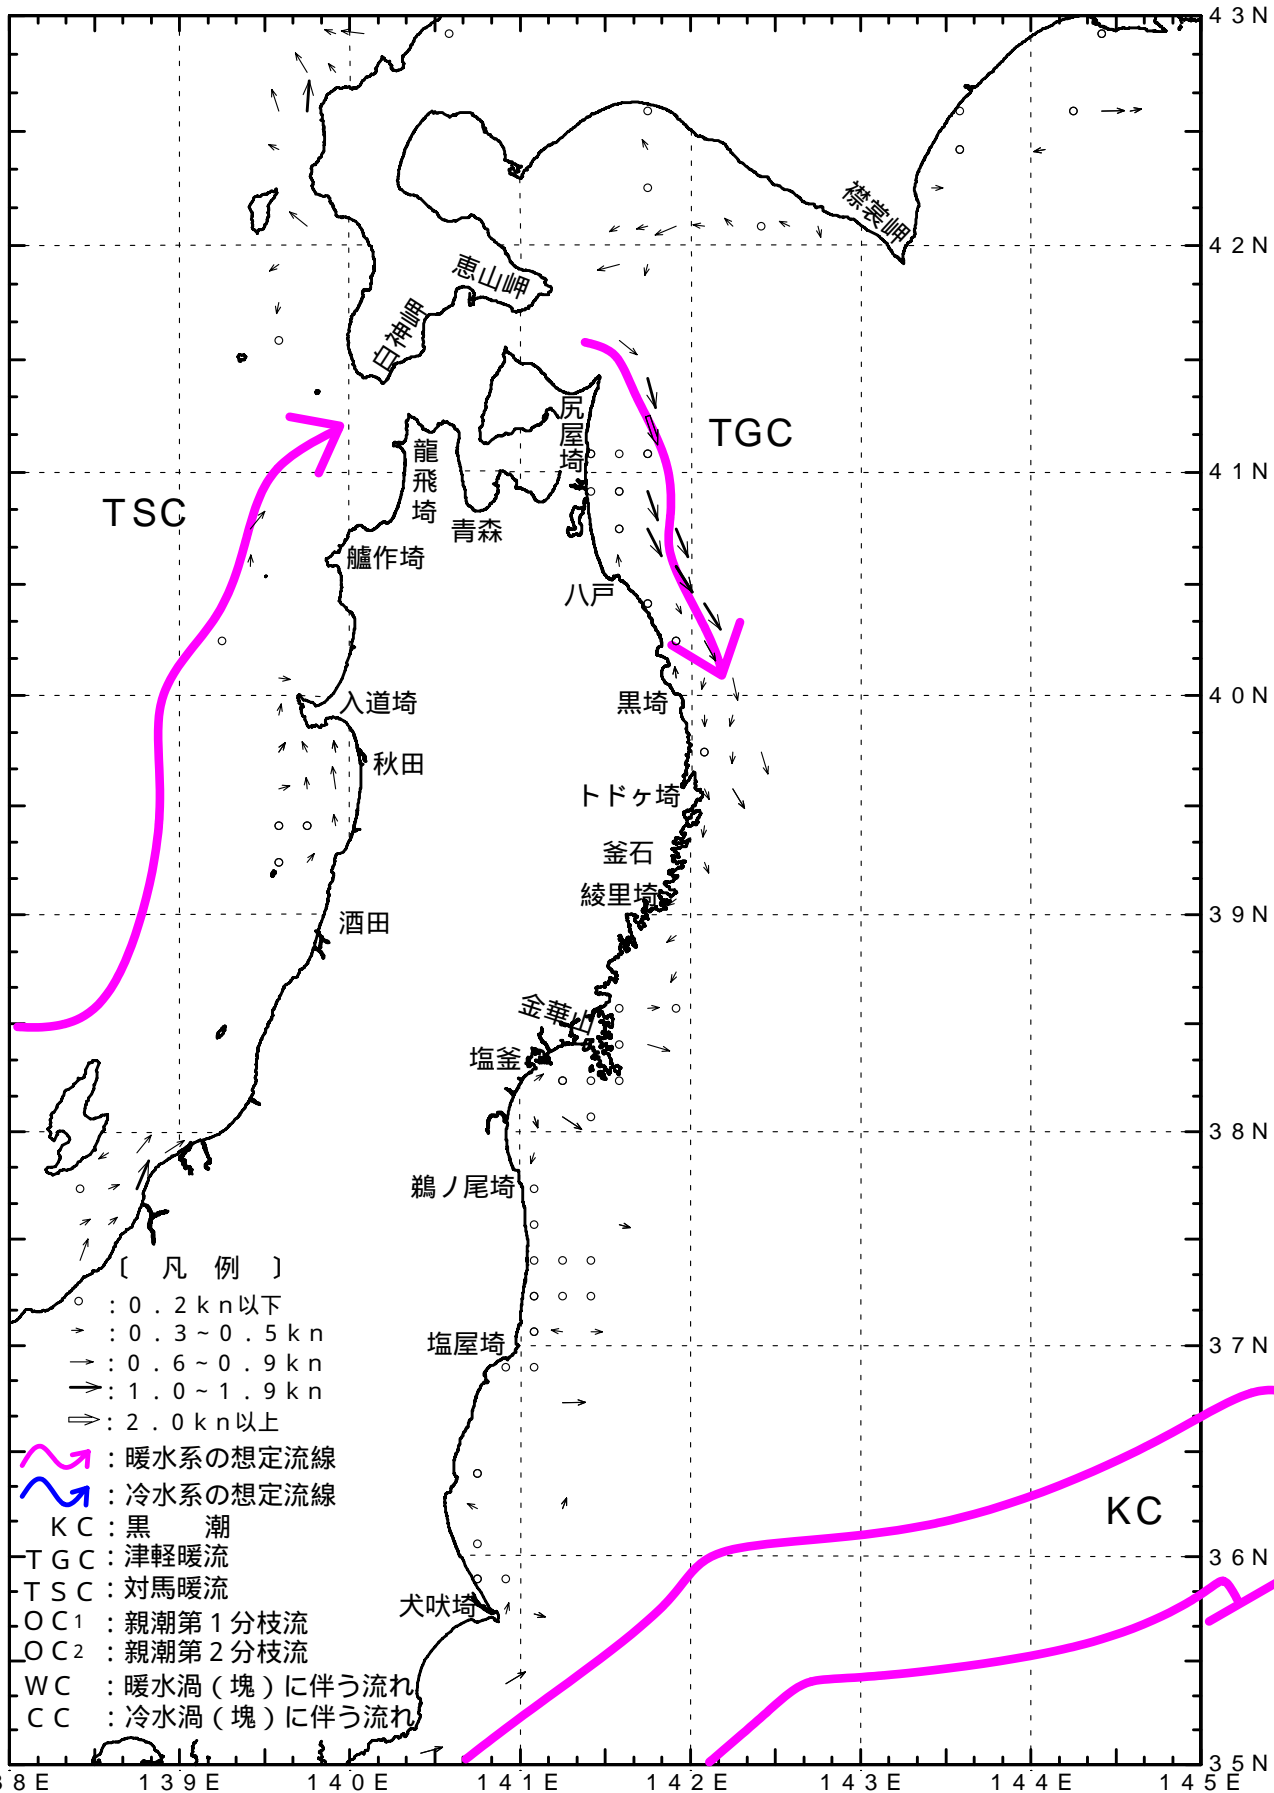 43N
襟裳岬
42N
恵山岬
白神岬
尻屋埼
TGC
龍飛埼
41N
TSC
青森
艫作埼
八戸
入道埼
黒埼
40N
秋田
トドヶ埼
釜石
綾里埼
酒田
39N
金華山
塩釜
38N
鵜ノ尾埼
〔 凡 例 〕
:0.2kn以下
:0.3~0.5kn
塩屋埼
37N
:0.6~0.9kn
:1.0~1.9kn
:2.0kn以上
:暖水系の想定流線
:冷水系の想定流線
KC
KC:黒 潮
TGC:津軽暖流
36N
TSC:対馬暖流
犬吠埼
OC1:親潮第1分枝流
OC2:親潮第2分枝流
WC:暖水渦(塊)に伴う流れ
CC:冷水渦(塊)に伴う流れ
35N
38E 139E 140E 141E 142E 143E 144E 145E